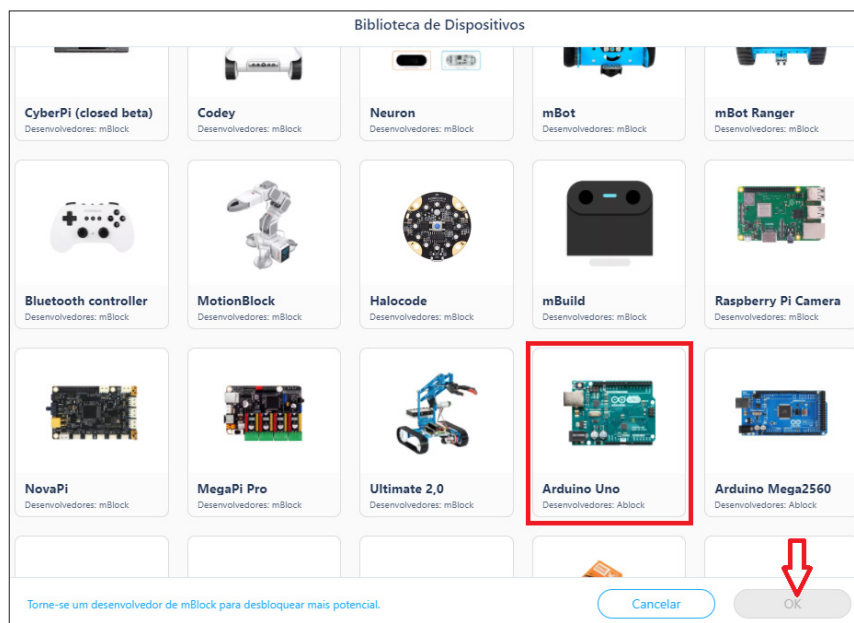 Biblioteca de Dispositivos
CyberPi (closed beta)
Desenvolvedores: mBlock
Codey
Desenvolvedores: mBlock
Neuron
Desenvolvedores: mBlock
mBot
Desenvolvedores: mBlock
mBot Ranger
Desenvolvedores: mBlock
Bluetooth controller
Desenvolvedores: mBlock
MotionBlock
Desenvolvedores: mBlock
Halocode
Desenvolvedores: mBlock
mBuild
Desenvolvedores: mBlock
Raspberry Pi Camera
Desenvolvedores: mBlock
NovaPi
Desenvolvedores: mBlock
MegaPi Pro
Desenvolvedores: mBlock
Ultimate 2,0
Desenvolvedores: mBlock
Arduino Uno
Desenvolvedores: Ablock
Arduino Mega2560
Desenvolvedores: Ablock
Torne-se um desenvolvedor de mBlock para desbloquear mais potencial.
Cancelar
OK